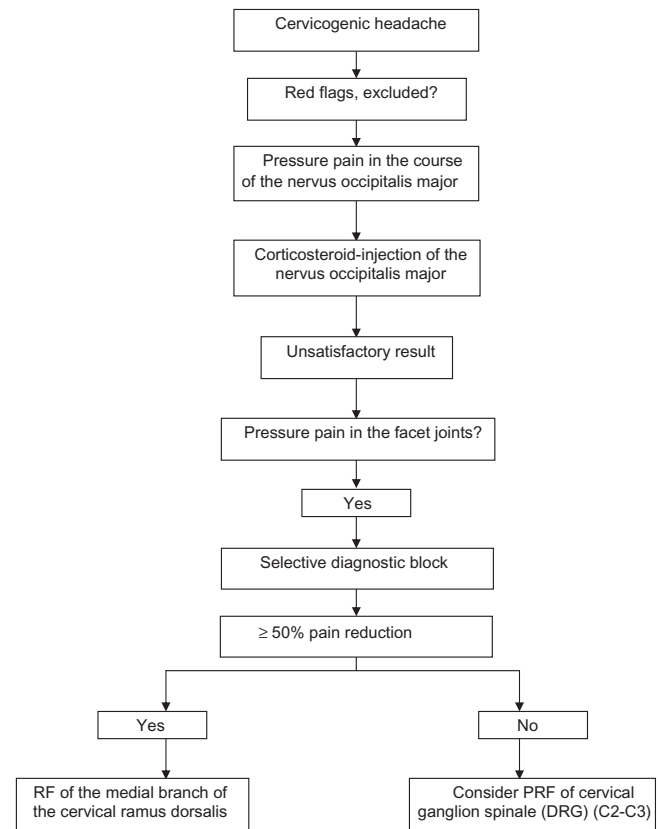 Cervicogenic headache
Red flags, excluded?
Pressure pain in the course
of the nervus occipitalis major
Corticosteroid-injection of the
nervus occipitalis major
Unsatisfactory result
Pressure pain in the facet joints?
Yes
Selective diagnostic block
≥ 50% pain reduction
Yes
No
RF of the medial branch of
the cervical ramus dorsalis
Consider PRF of cervical
ganglion spinale (DRG) (C2-C3)